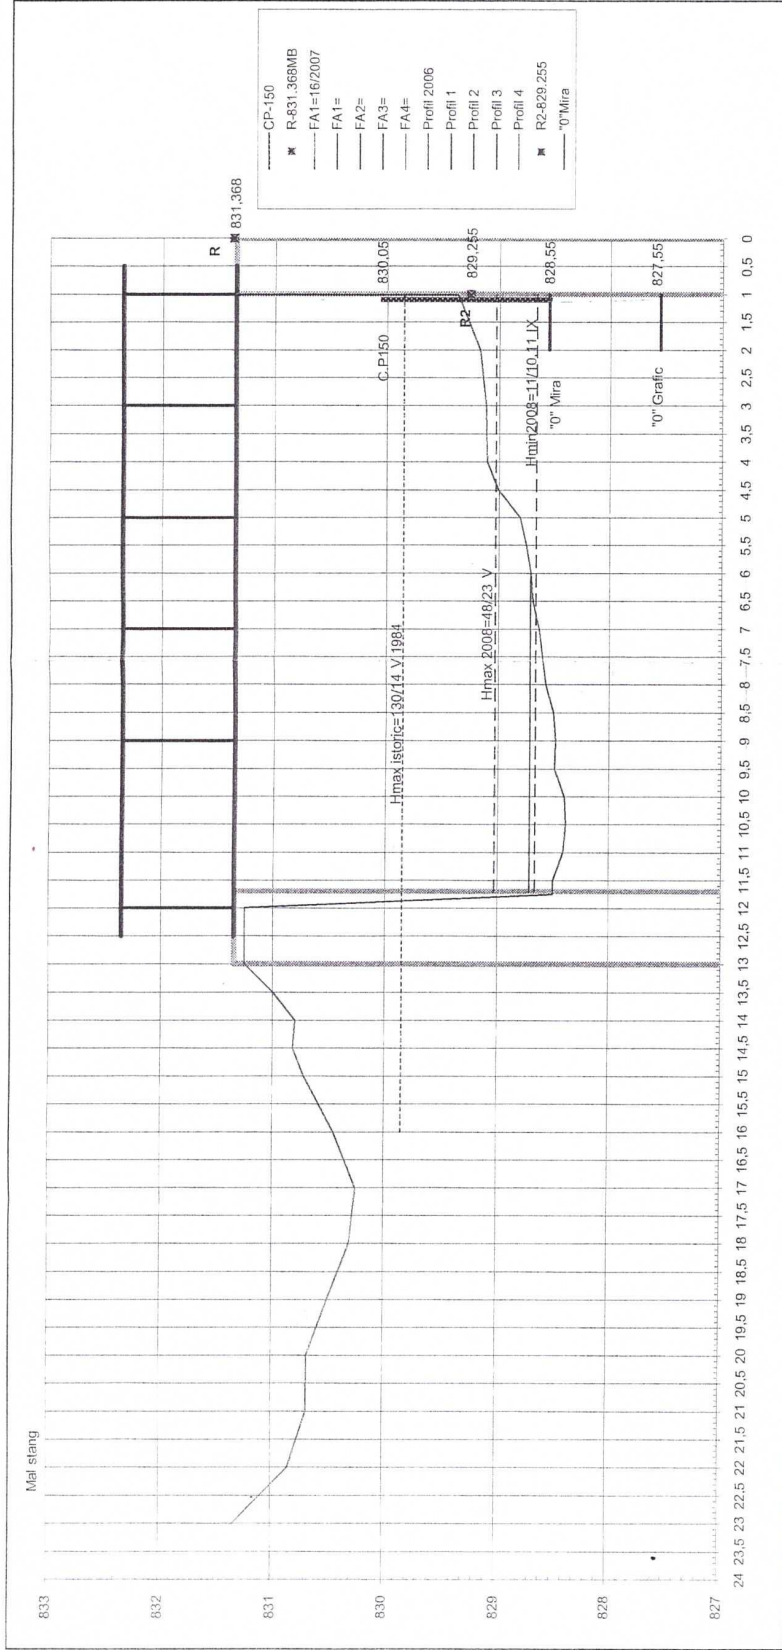 Mal stang
833
832
831
830
829
828
827
24 23,5 23 22,5 22 21,5 21 20,5 20 19,5 19 18,5 18 17,5 17 16,5 16 15,5 15 14,5 14 13,5 13 12,5 12 11,5 11 10,5 10 9,5 9 8,5 8 7,5 7 6,5 6 5,5 5 4,5 4 3,5 3 2,5 2 1,5 1 0,5 0
R
831,368
C.P150
830,05
Hmax istoric=130/14 V 1984
R2
829,255
Hmax 2008=48/23 V
Hmin2008=11/10,11 IX
828,55
"0" Mira
827,55
"0" Grafic
CP-150
R-831.368MB
FA1=16/2007
FA1=
FA2=
FA3=
FA4=
Profil 2006
Profil 1
Profil 2
Profil 3
Profil 4
R2-829.255
"0"Mira